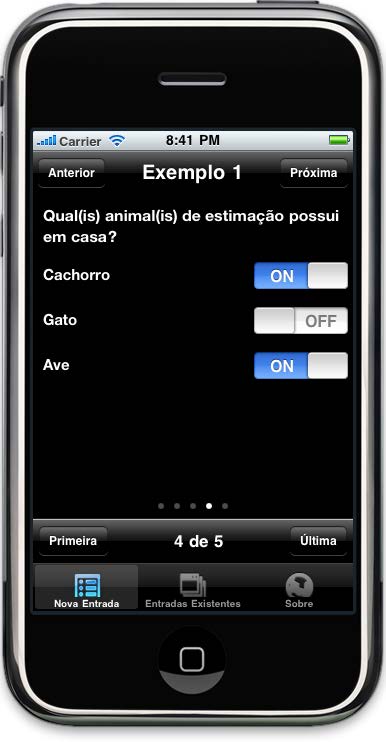 Carrier 8:41 PM
Anterior Exemplo 1 Próxima
Qual(is) animal(is) de estimação possui
em casa?
Cachorro ON
Gato OFF
Ave ON
Primeira 4 de 5 Última
Nova Entrada Entradas Existentes Sobre